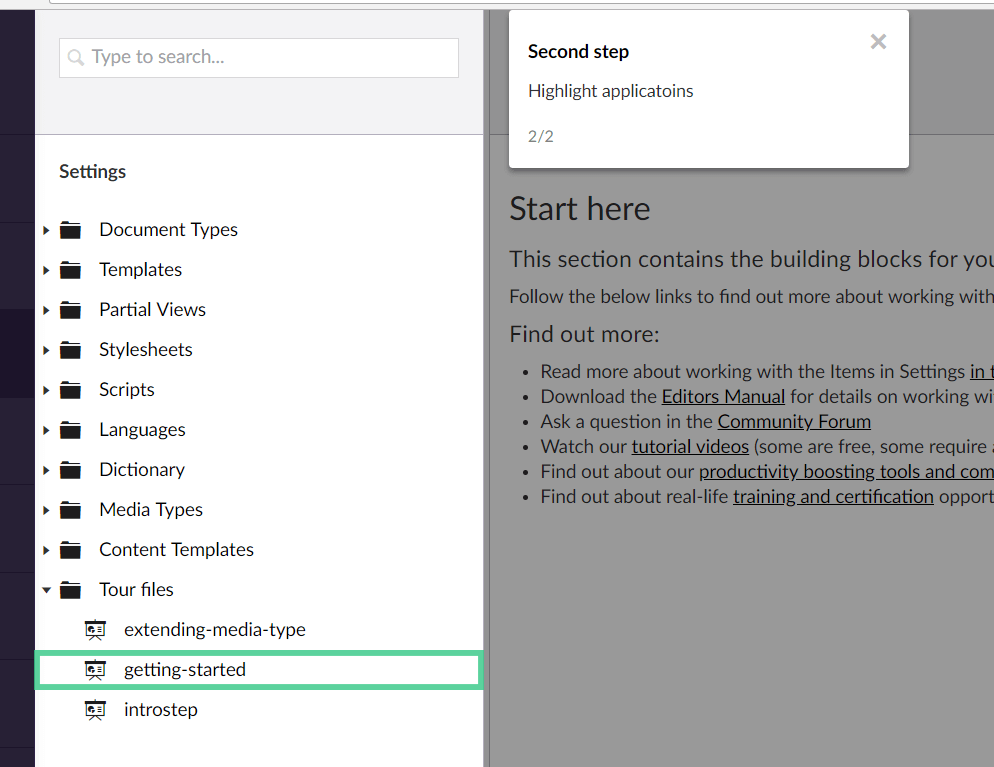 Type to search...
Settings
Document Types
Templates
Partial Views
Stylesheets
Scripts
Languages
Dictionary
Media Types
Content Templates
Tour files
extending-media-type
getting-started
introstep
Second step
Highlight applicatoins
2/2
Start here
This section contains the building blocks for
Follow the below links to find out more about working with
Find out more:
Read more about working with the Items in Settings in
Download the Editors Manual for details on working
Ask a question in the Community Forum
Watch our tutorial videos (some are free, some require
Find out about our productivity boosting tools and
Find out about real-life training and certification